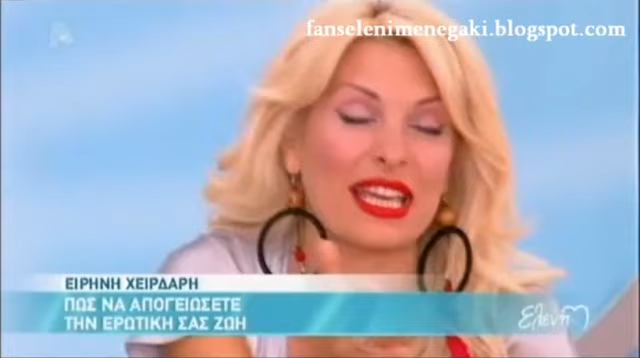 fanselenimenegaki.blogspot.com
ΕΙΡΗΝΗ ΧΕΙΡΔΑΡΗ
ΠΩΣ ΝΑ ΑΠΟΓΕΙΩΣΕΤΕ
ΤΗΝ ΕΡΩΤΙΚΗ ΣΑΣ ΖΩΗ
Ελένη